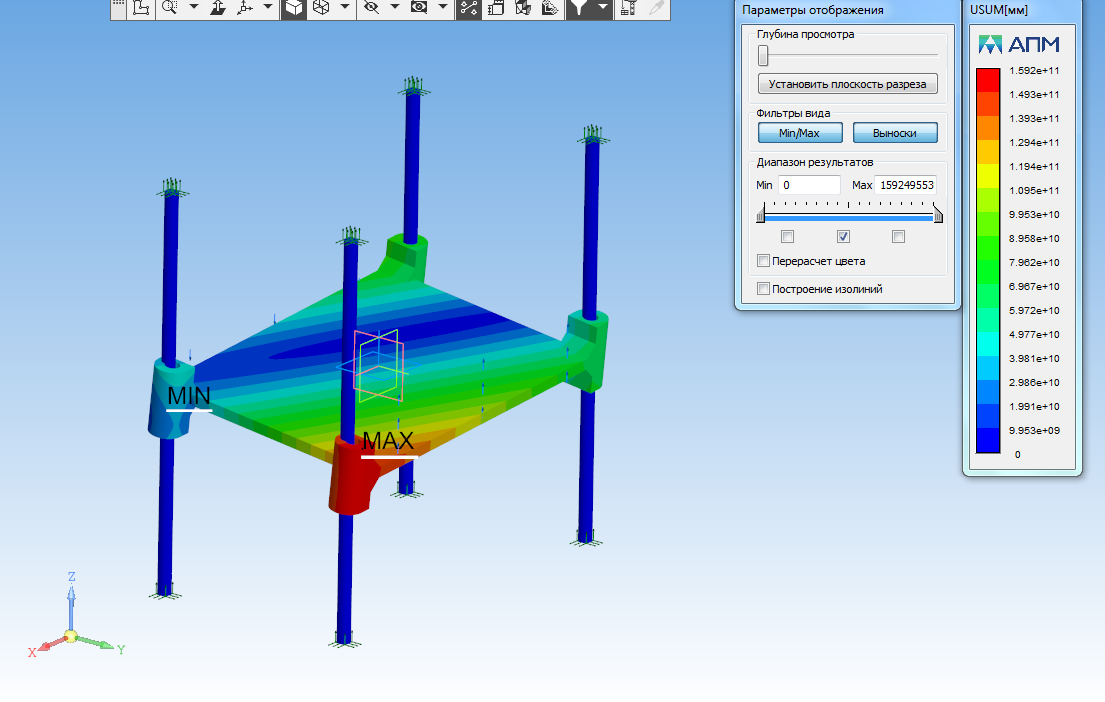 Параметры отображения
Глубина просмотра
Установить плоскость разреза
Фильтры вида
Min/Max
Выноски
Диапазон результатов
Min 0
Max 159249553
Перерасчет цвета
Построение изолиний
USUM[мм]
АПМ
1.592e+11
1.493e+11
1.393e+11
1.294e+11
1.194e+11
1.095e+11
9.953e+10
8.958e+10
7.962e+10
6.967e+10
5.972e+10
4.977e+10
3.981e+10
2.986e+10
1.991e+10
9.953e+09
0
MIN
MAX
Z
X
Y